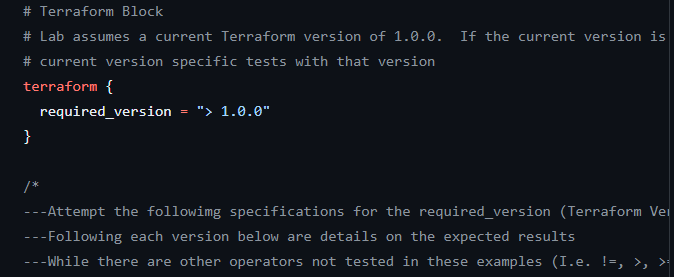 # Terraform Block
# Lab assumes a current Terraform version of 1.0.0.  If the current version is
# current version specific tests with that version
terraform {
  required_version = "> 1.0.0"
}
/*
---Attempt the followimg specifications for the required_version (Terraform Ve
---Following each version below are details on the expected results
---While there are other operators not tested in these examples (I.e. !=, >, >=